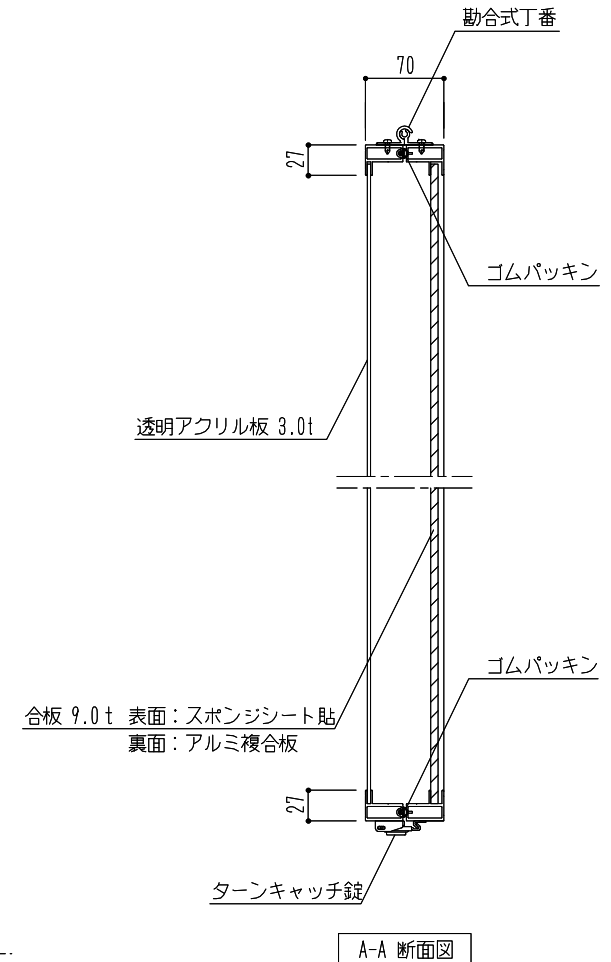 勘合式丁番
70
27
ゴムパッキン
透明アクリル板 3.0t
ゴムパッキン
合板 9.0t 表面：スポンジシート貼
裏面：アルミ複合板
27
ターンキャッチ錠
A-A 断面図